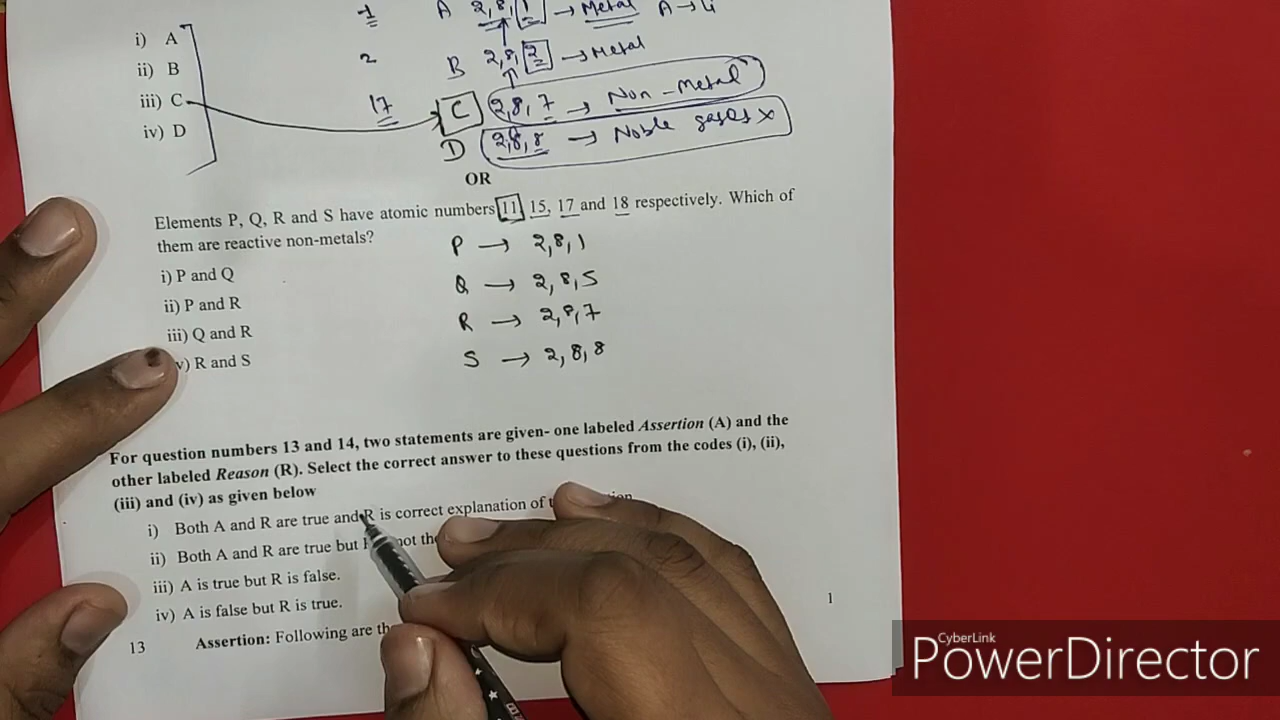 i) A
ii) B
iii) C
iv) D
1 A 2,8,1 → Metal A → Li
2 B 2,8,2 → Metal
17 C 2,8,7 → Non-Metal
D 2,8,8 → Noble gases x
OR
Elements P, Q, R and S have atomic numbers 11, 15, 17 and 18 respectively. Which of
them are reactive non-metals?
i) P and Q
ii) P and R
iii) Q and R
v) R and S
P → 2,8,1
Q → 2,8,5
R → 2,8,7
S → 2,8,8
For question numbers 13 and 14, two statements are given- one labeled Assertion (A) and the
other labeled Reason (R). Select the correct answer to these questions from the codes (i), (ii),
(iii) and (iv) as given below
i) Both A and R are true and R is correct explanation of
ii) Both A and R are true but not
iii) A is true but R is false.
iv) A is false but R is true.
1
13 Assertion: Following are
CyberLink
PowerDirector